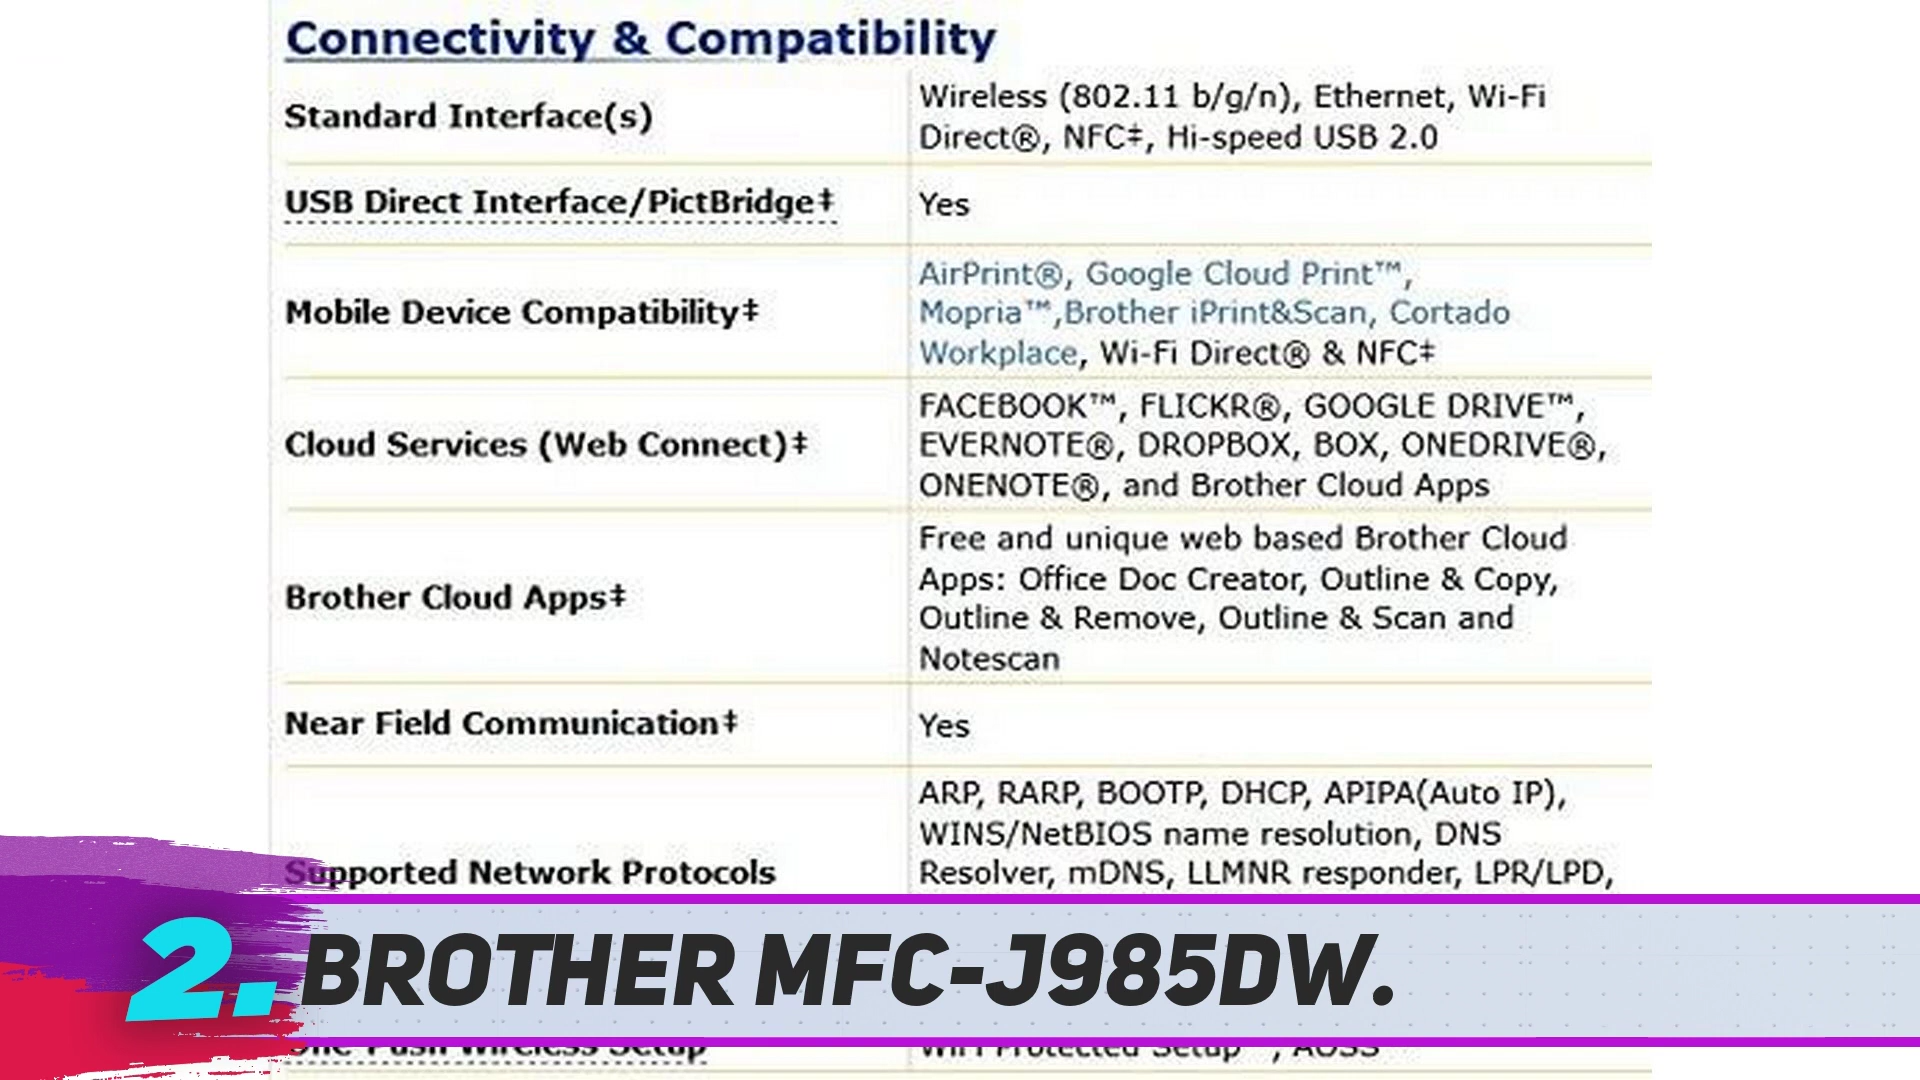 Connectivity & Compatibility
Standard Interface(s)
Wireless (802.11 b/g/n), Ethernet, Wi-Fi
Direct®, NFC‡, Hi-speed USB 2.0
USB Direct Interface/PictBridge‡
Yes
Mobile Device Compatibility‡
AirPrint®, Google Cloud Print™,
Mopria™,Brother iPrint&Scan, Cortado
Workplace, Wi-Fi Direct® & NFC‡
Cloud Services (Web Connect)‡
FACEBOOK™, FLICKR®, GOOGLE DRIVE™,
EVERNOTE®, DROPBOX, BOX, ONEDRIVE®,
ONENOTE®, and Brother Cloud Apps
Brother Cloud Apps‡
Free and unique web based Brother Cloud
Apps: Office Doc Creator, Outline & Copy,
Outline & Remove, Outline & Scan and
Notescan
Near Field Communication‡
Yes
Supported Network Protocols
ARP, RARP, BOOTP, DHCP, APIPA(Auto IP),
WINS/NetBIOS name resolution, DNS
Resolver, mDNS, LLMNR responder, LPR/LPD,
2. BROTHER MFC-J985DW.